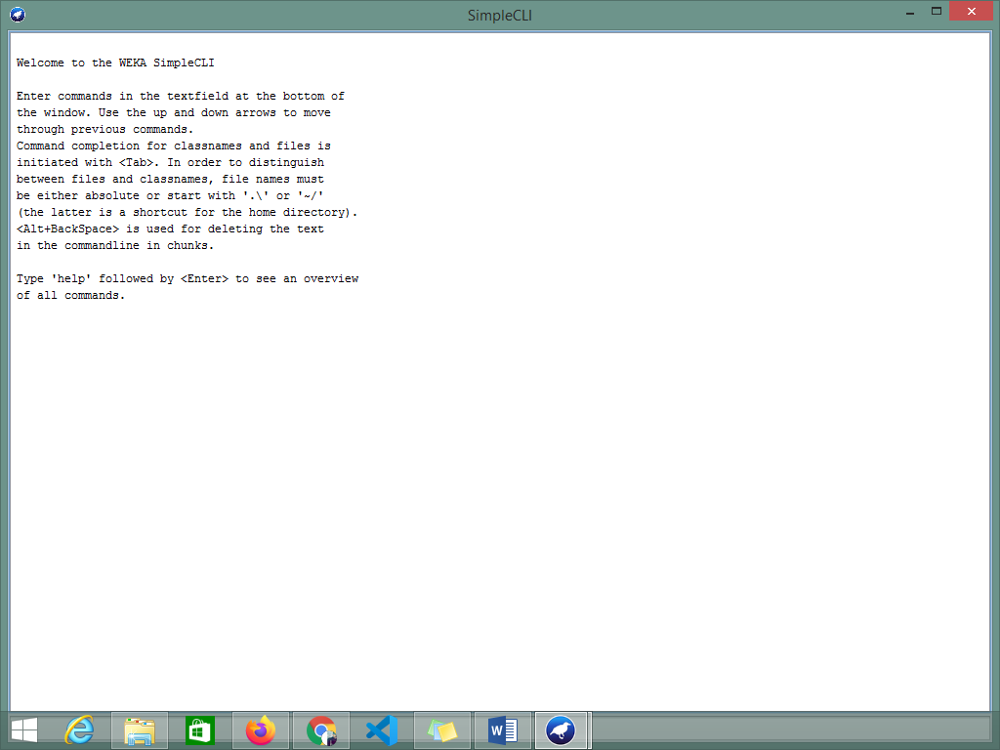 SimpleCLI
Welcome to the WEKA SimpleCLI
Enter commands in the textfield at the bottom of
the window. Use the up and down arrows to move
through previous commands.
Command completion for classnames and files is
initiated with <Tab>. In order to distinguish
between files and classnames, file names must
be either absolute or start with '.\' or '~/'
(the latter is a shortcut for the home directory).
<Alt+BackSpace> is used for deleting the text
in the commandline in chunks.
Type 'help' followed by <Enter> to see an overview
of all commands.